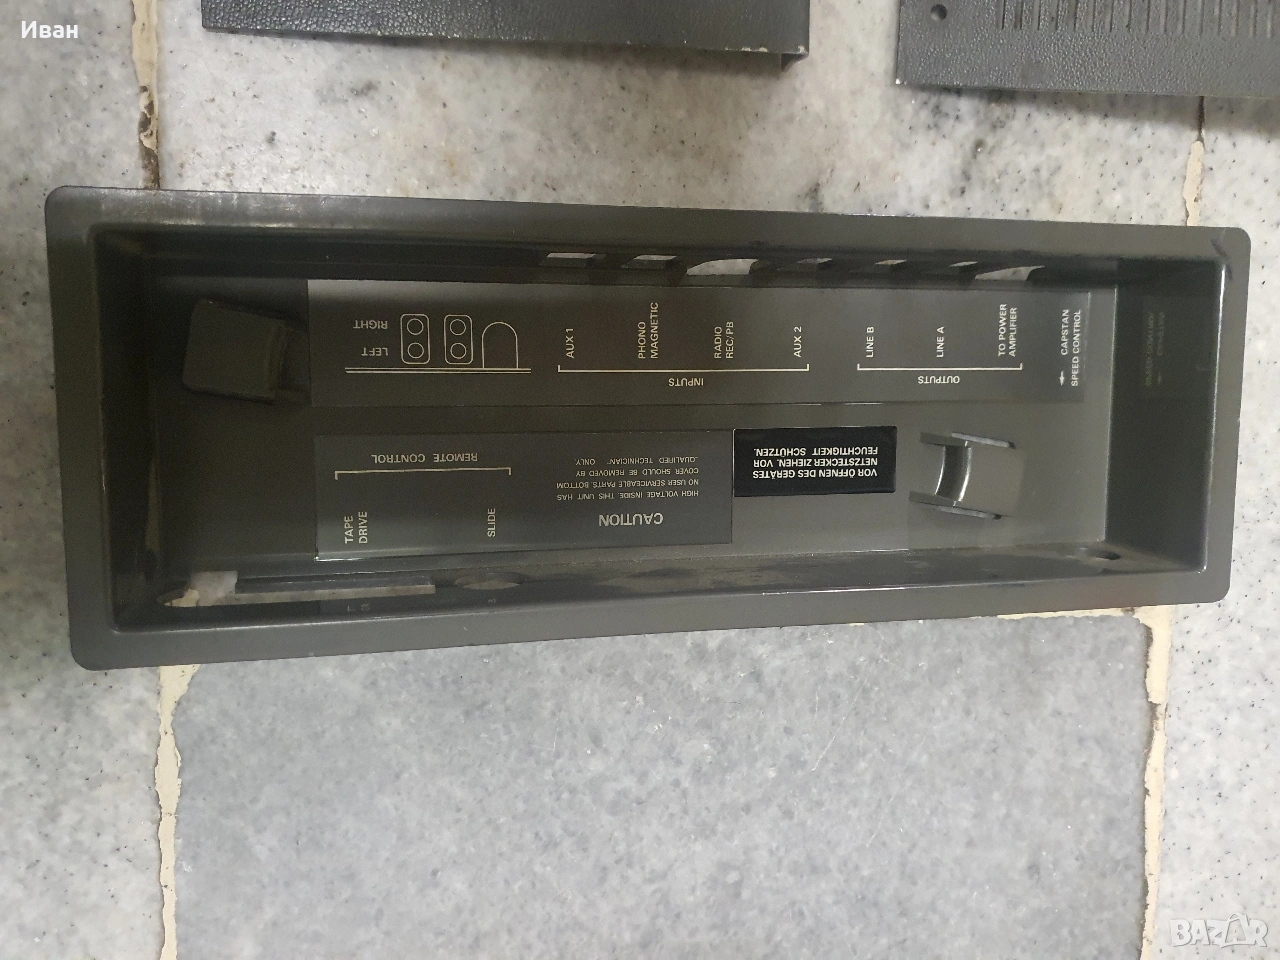 Иван
RIGHT
LEFT
AUX 1
PHONO
MAGNETIC
RADIO
REC/PB
AUX 2
INPUTS
LINE B
LINE A
TO POWER
AMPLIFIER
OUTPUTS
← CAPSTAN
SPEED CONTROL
REMOTE CONTROL
TAPE
DRIVE
SLIDE
CAUTION
HIGH VOLTAGE INSIDE THIS UNIT HAS
NO USER SERVICEABLE PARTS. BOTTOM
COVER SHOULD BE REMOVED BY
„QUALIFIED TECHNICIAN“ ONLY.
VOR ÖFFNEN DES GERÄTES
NETZSTECKER ZIEHEN. VOR
FEUCHTIGKEIT SCHÜTZEN.
BAZAR